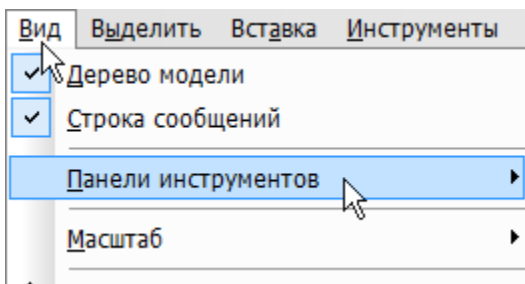 Вид Выделить Вставка Инструменты
Дерево модели
Строка сообщений
Панели инструментов
Масштаб